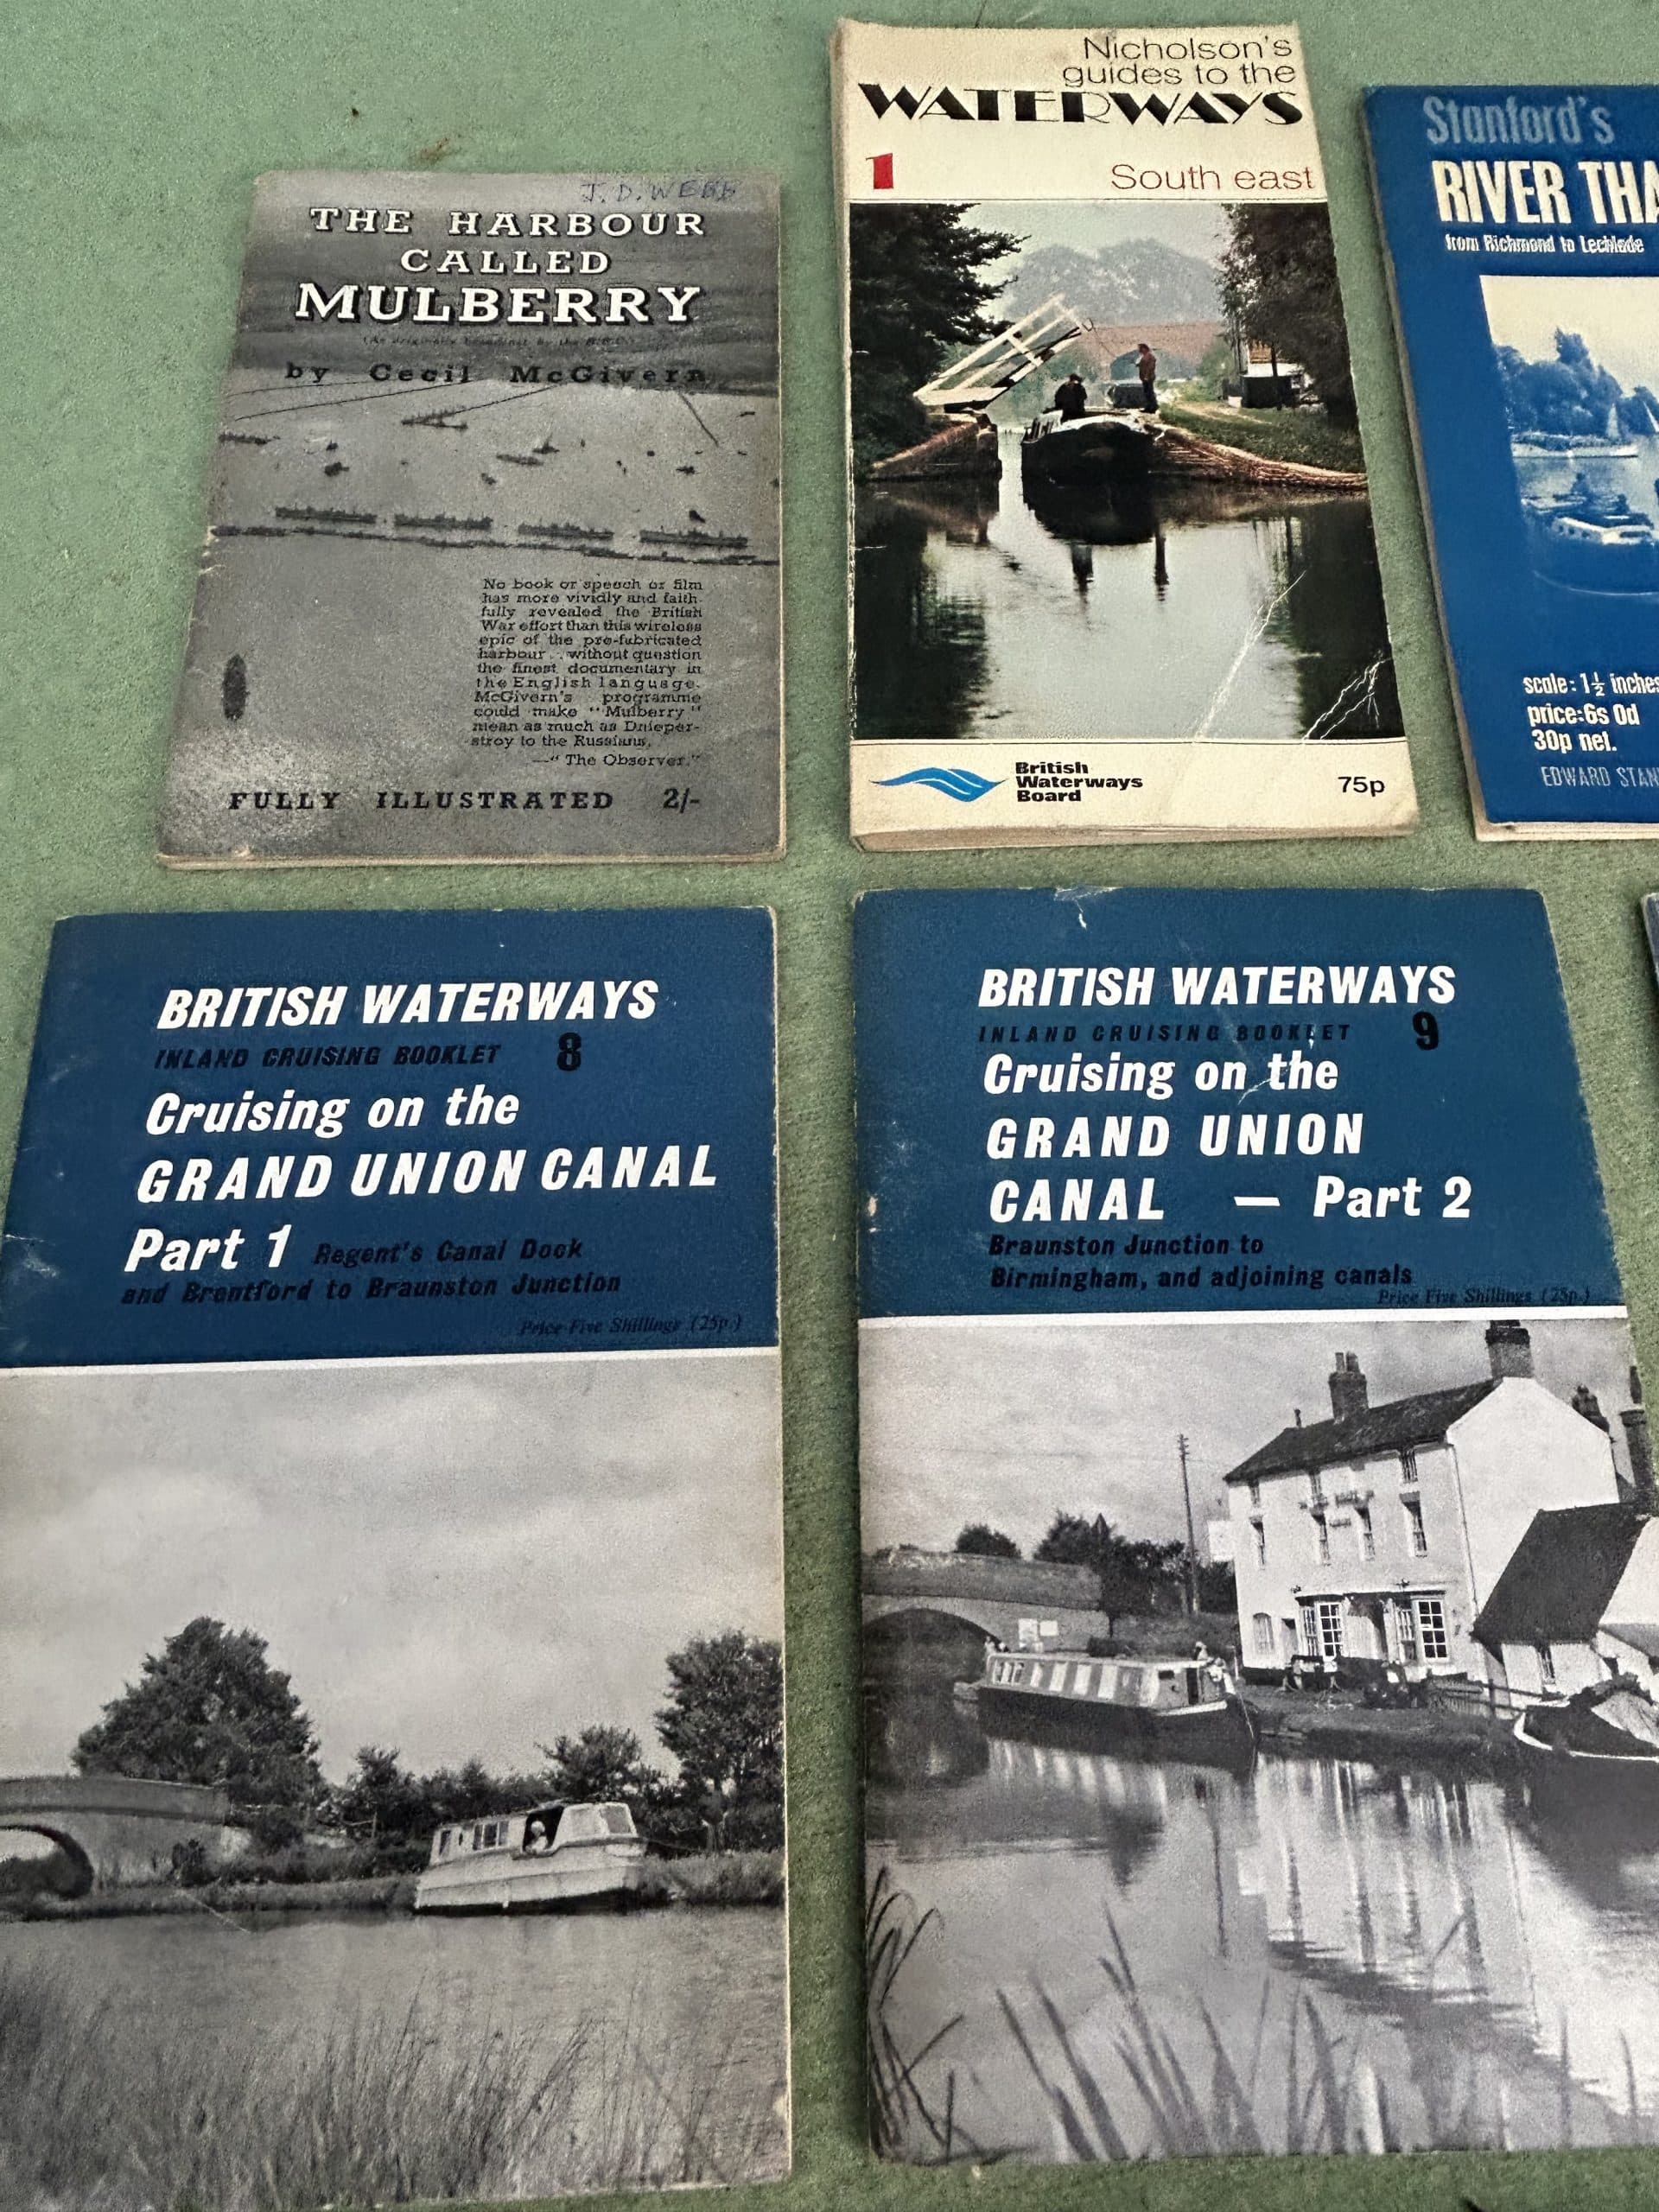 J. D. WEBB
THE HARBOUR
CALLED
MULBERRY
(As originally broadcast by the B.B.C.)
by Cecil McGivern
No book or speech or film
has more vividly and faith
fully revealed the British
War effort than this wireless
epic of the pre-fabricated
harbour . . without question
the finest documentary in
the English language.
McGivern's programme
could make "Mulberry"
mean as much as Dnieper-
stroy to the Russians.
—"The Observer."
FULLY ILLUSTRATED 2/-
Nicholson's
guides to the
WATERWAYS
1 South east
British
Waterways
Board
75p
Stanford's
RIVER THA
from Richmond to Lechlade
scale: 1½ inches
price: 6s 0d
30p net.
EDWARD STAN
BRITISH WATERWAYS
INLAND CRUISING BOOKLET 8
Cruising on the
GRAND UNION CANAL
Part 1 Regent's Canal Dock
and Brentford to Braunston Junction
Price Five Shillings (25p.)
BRITISH WATERWAYS
INLAND CRUISING BOOKLET 9
Cruising on the
GRAND UNION
CANAL — Part 2
Braunston Junction to
Birmingham, and adjoining canals
Price Five Shillings (25p.)